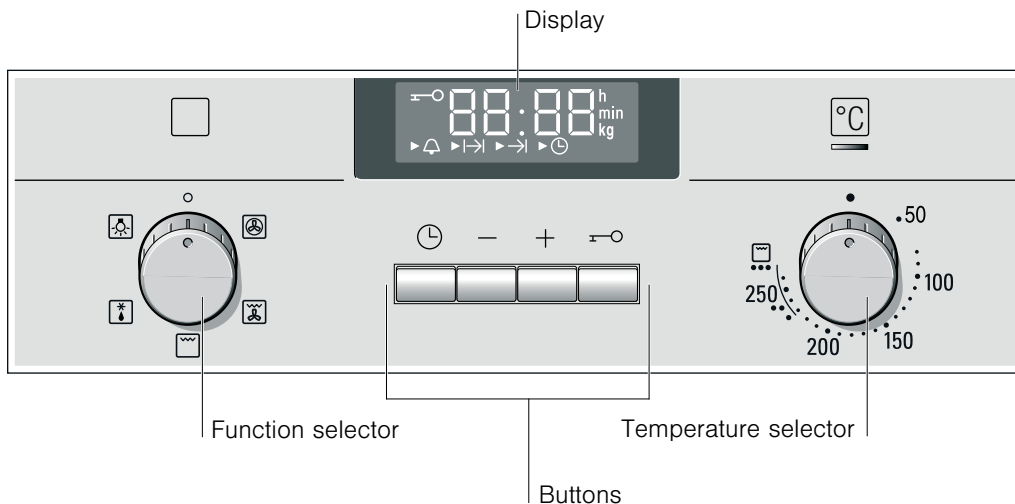 Display
88:88 h
min
kg
°C
50
100
150
200
250
− +
Function selector
Temperature selector
Buttons